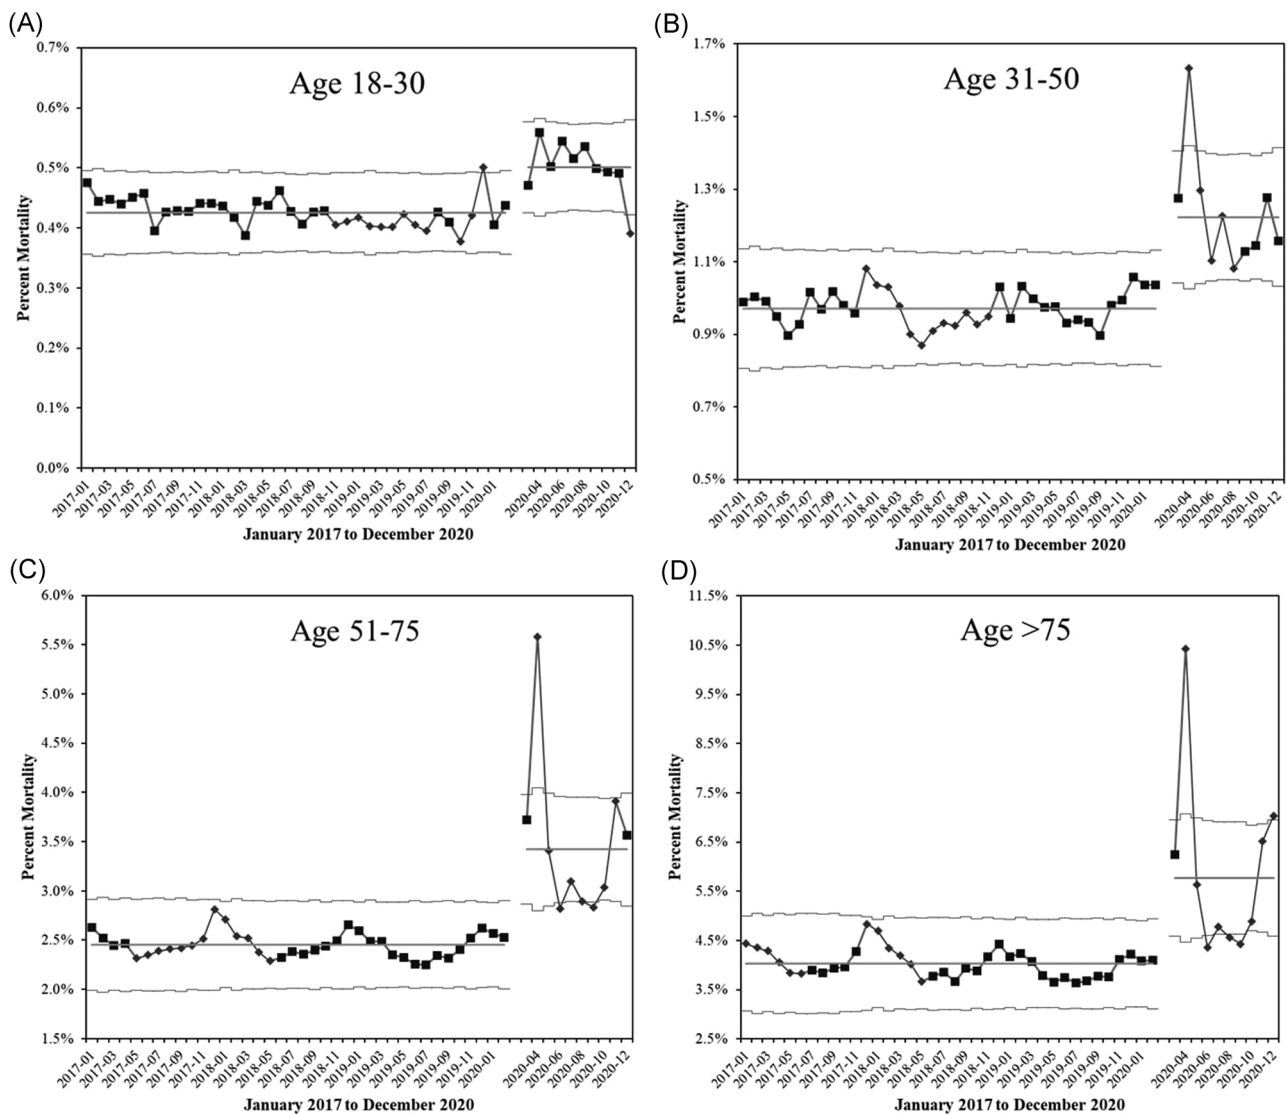 (A)
0.7%
0.6%
0.5%
0.4%
0.3%
0.2%
0.1%
0.0%
Percent Mortality
Age 18-30
2017-01 2017-03 2017-05 2017-07 2017-09 2017-11 2018-01 2018-03 2018-05 2018-07 2018-09 2018-11 2019-01 2019-03 2019-05 2019-07 2019-09 2019-11 2020-01 2020-04 2020-06 2020-08 2020-10 2020-12
January 2017 to December 2020
(B)
1.7%
1.5%
1.3%
1.1%
0.9%
0.7%
0.5%
Percent Mortality
Age 31-50
2017-01 2017-03 2017-05 2017-07 2017-09 2017-11 2018-01 2018-03 2018-05 2018-07 2018-09 2018-11 2019-01 2019-03 2019-05 2019-07 2019-09 2019-11 2020-01 2020-04 2020-06 2020-08 2020-10 2020-12
January 2017 to December 2020
(C)
6.0%
5.5%
5.0%
4.5%
4.0%
3.5%
3.0%
2.5%
2.0%
1.5%
Percent Mortality
Age 51-75
2017-01 2017-03 2017-05 2017-07 2017-09 2017-11 2018-01 2018-03 2018-05 2018-07 2018-09 2018-11 2019-01 2019-03 2019-05 2019-07 2019-09 2019-11 2020-01 2020-04 2020-06 2020-08 2020-10 2020-12
January 2017 to December 2020
(D)
11.5%
10.5%
9.5%
8.5%
7.5%
6.5%
5.5%
4.5%
3.5%
2.5%
Percent Mortality
Age >75
2017-01 2017-03 2017-05 2017-07 2017-09 2017-11 2018-01 2018-03 2018-05 2018-07 2018-09 2018-11 2019-01 2019-03 2019-05 2019-07 2019-09 2019-11 2020-01 2020-04 2020-06 2020-08 2020-10 2020-12
January 2017 to December 2020